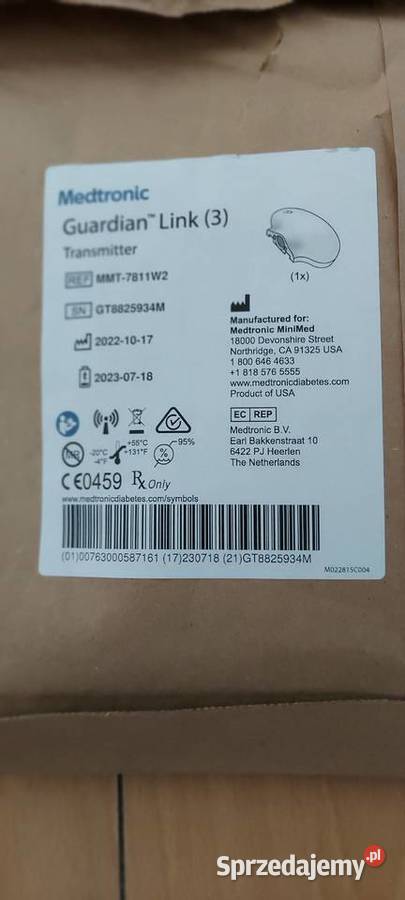 Medtronic
Guardian™ Link (3)
Transmitter
(1x)
REF MMT-7811W2
SN GT8825934M
2022-10-17
2023-07-18
Manufactured for:
Medtronic MiniMed
18000 Devonshire Street
Northridge, CA 91325 USA
1 800 646 4633
+1 818 576 5555
www.medtronicdiabetes.com
Product of USA
EC REP
Medtronic B.V.
Earl Bakkenstraat 10
6422 PJ Heerlen
The Netherlands
MR
-20°C
-4°F
+55°C
+131°F
95%
CE0459 Rx Only
www.medtronicdiabetes.com/symbols
(01)00763000587161 (17)230718 (21)GT8825934M
M022815C004
Sprzedajemy.pl